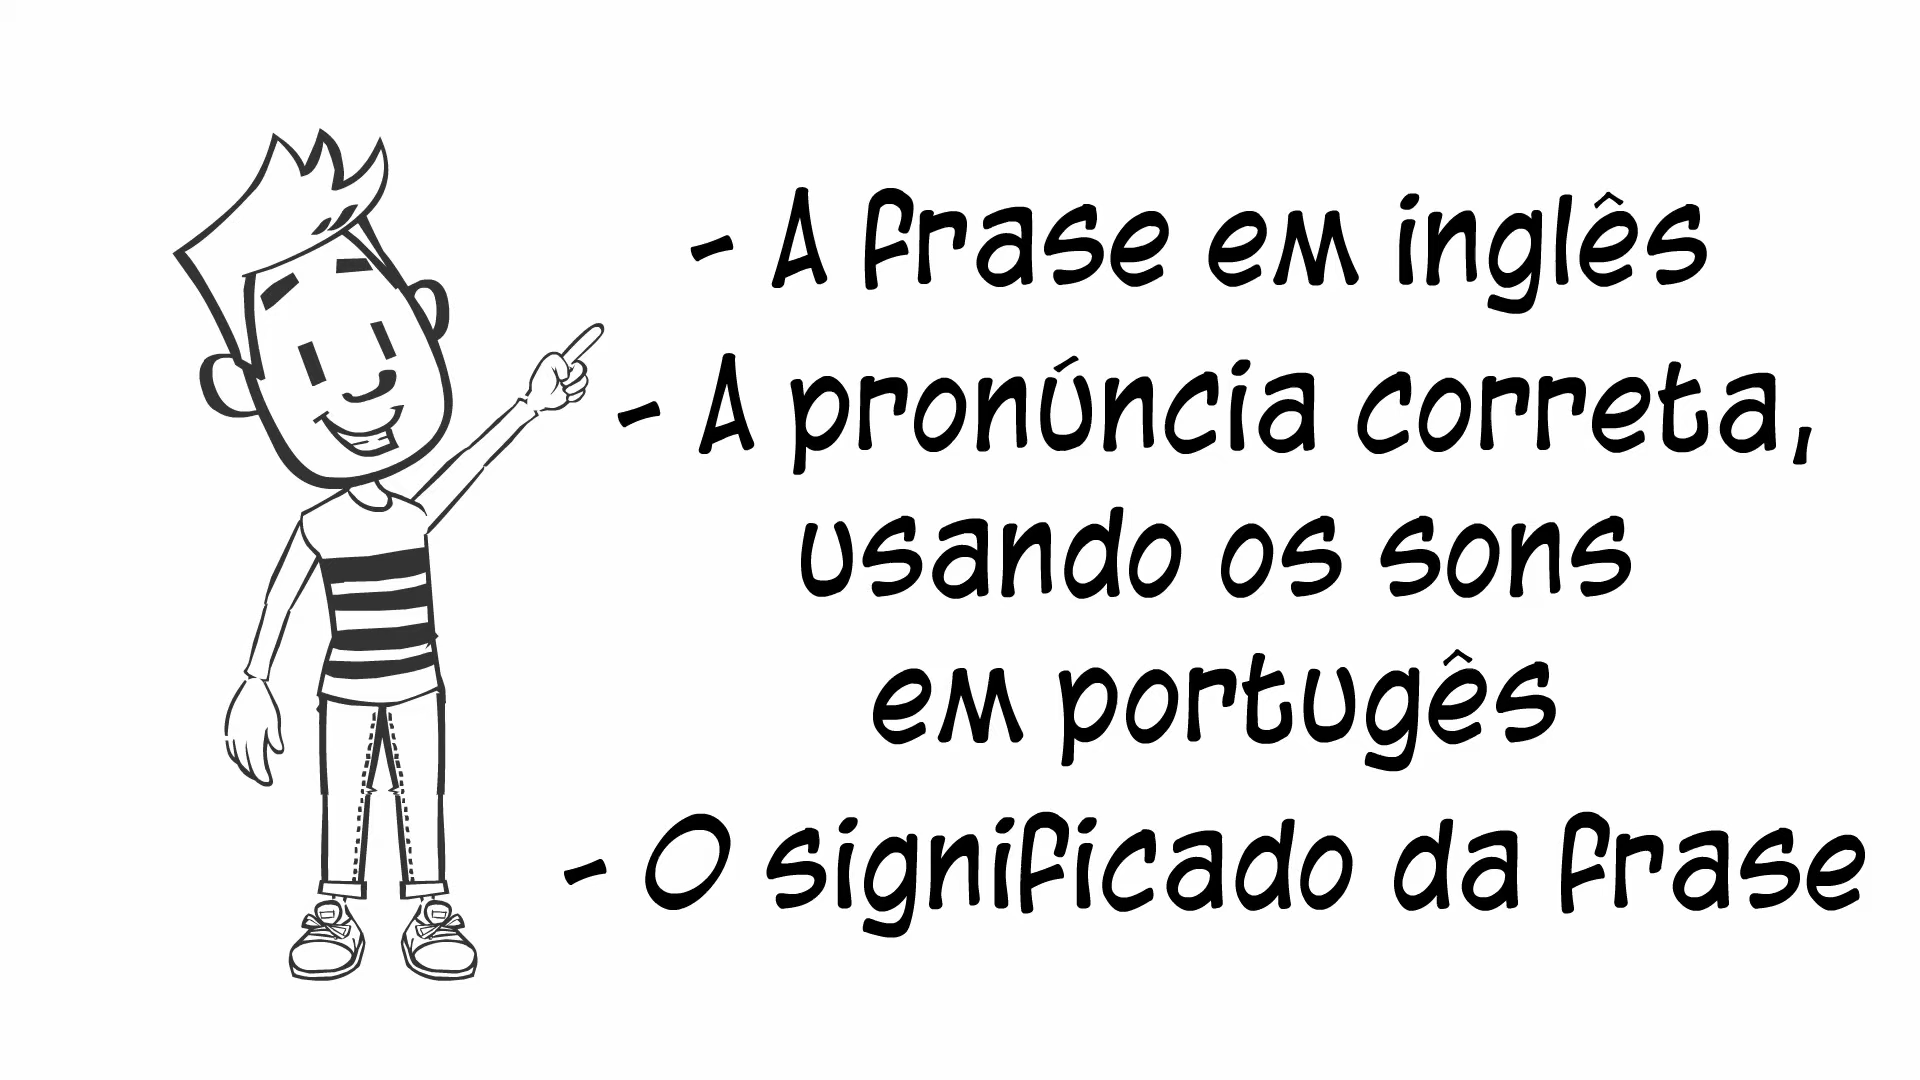 - A frase em inglês
- A pronúncia correta,
usando os sons
em portugês
- O significado da frase